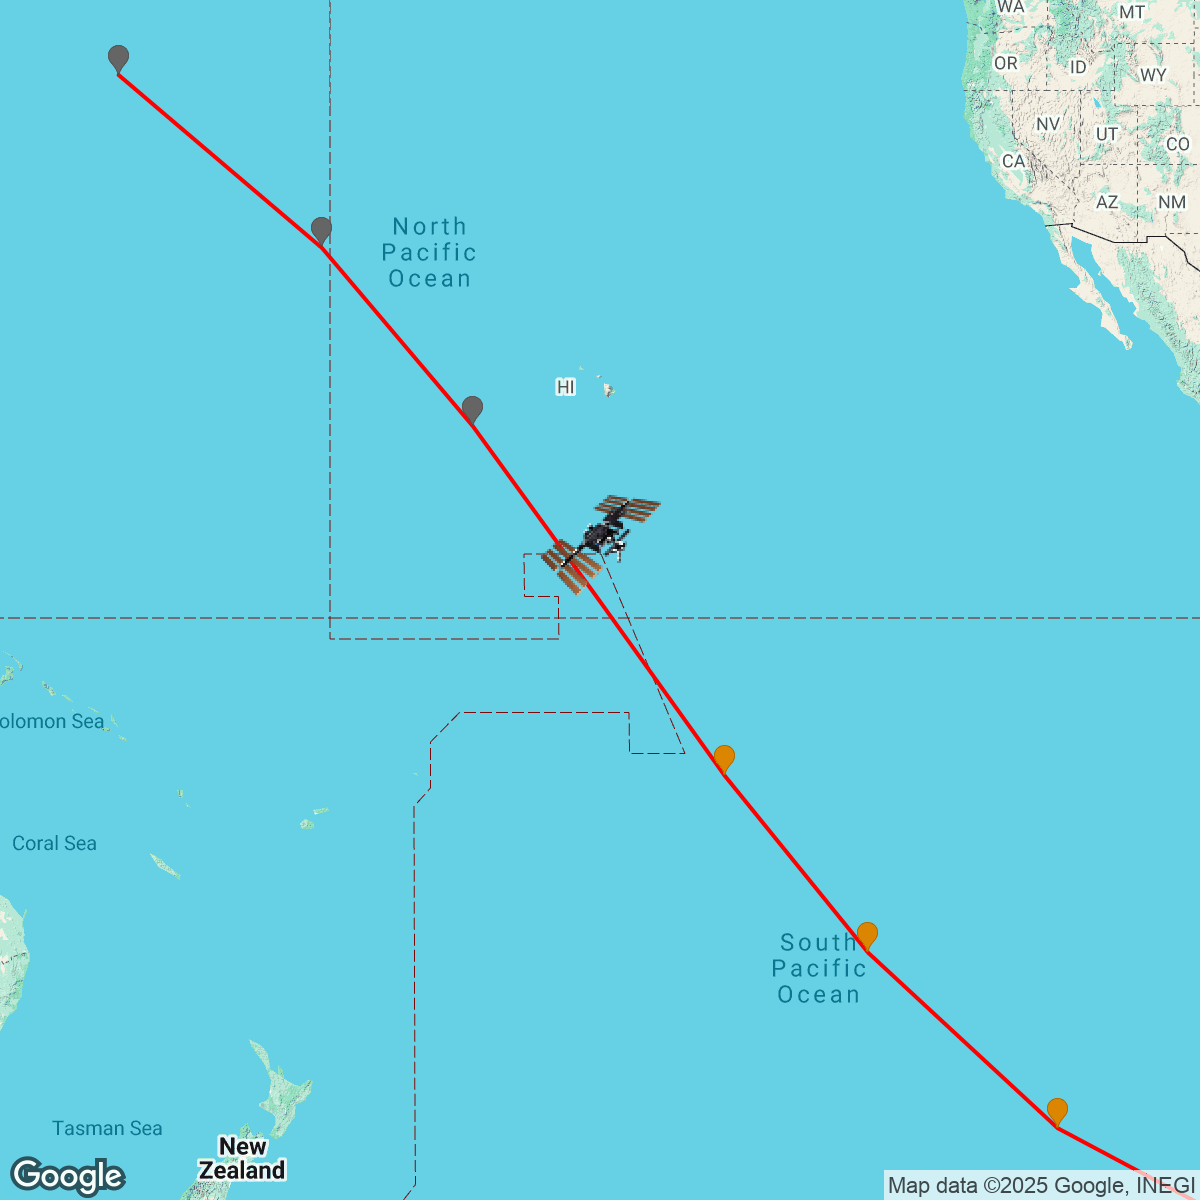 WA
MT
OR
ID
WY
NV
UT
CO
CA
AZ
NM
North
Pacific
Ocean
HI
olomon Sea
Coral Sea
South
Pacific
Ocean
Tasman Sea
New
Zealand
Google
Map data ©2025 Google, INEGI